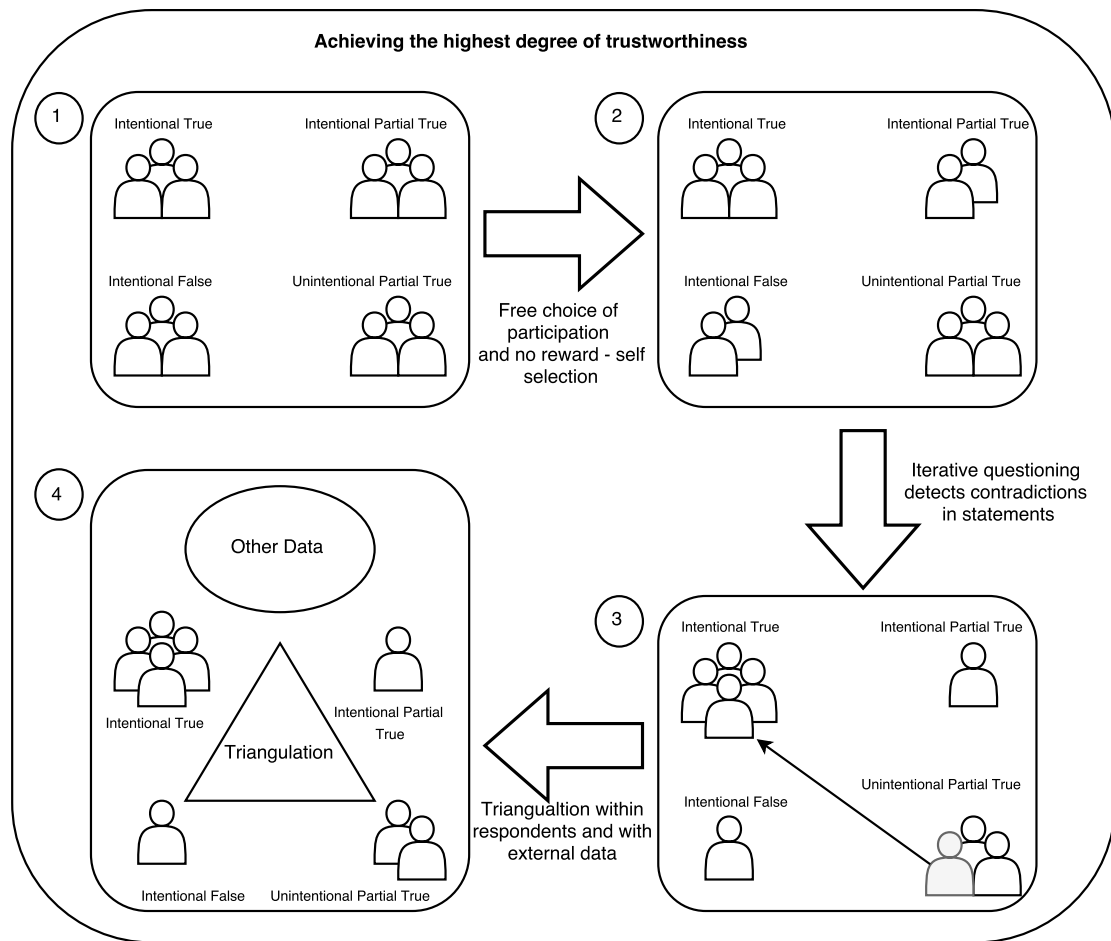 Achieving the highest degree of trustworthiness
1
Intentional True
Intentional Partial True
Intentional False
Unintentional Partial True
Free choice of
participation
and no reward - self
selection
2
Intentional True
Intentional Partial True
Intentional False
Unintentional Partial True
Iterative questioning
detects contradictions
in statements
3
Intentional True
Intentional Partial True
Intentional False
Unintentional Partial True
Triangualtion within
respondents and with
external data
4
Other Data
Intentional True
Intentional Partial
True
Triangulation
Intentional False
Unintentional Partial True